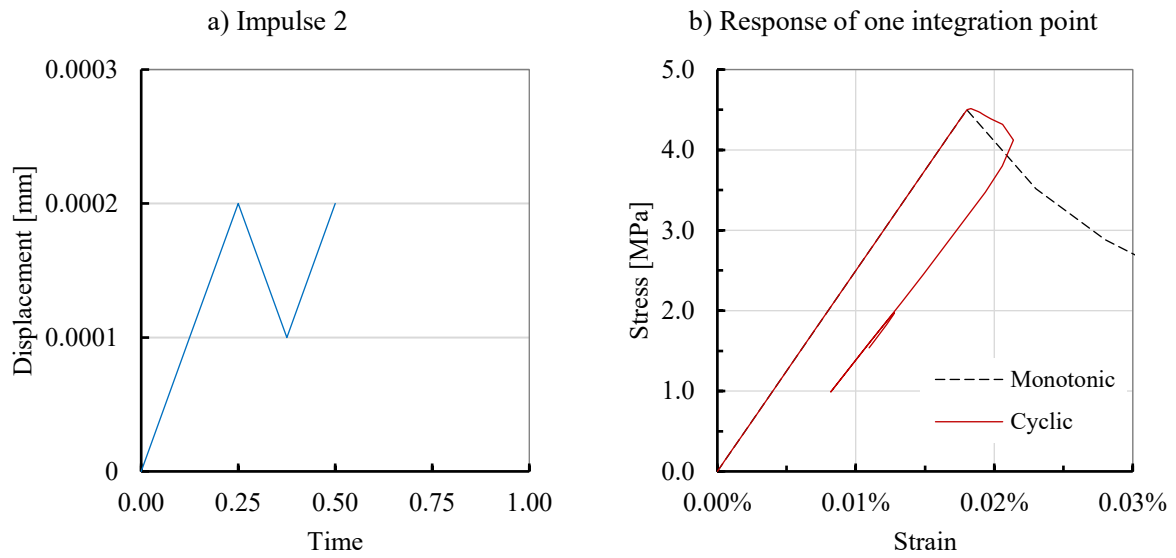 a) Impulse 2
Displacement [mm]
0.0003
0.0002
0.0001
0
0.00 0.25 0.50 0.75 1.00
Time
b) Response of one integration point
Stress [MPa]
5.0
4.0
3.0
2.0
1.0
0.0
Monotonic
Cyclic
0.00% 0.01% 0.02% 0.03%
Strain